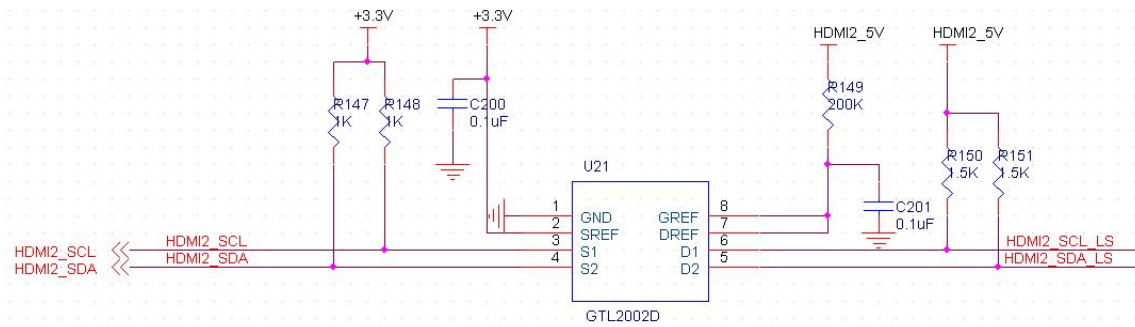 +3.3V
+3.3V
HDMI2_5V
HDMI2_5V
R147
1K
R148
1K
C200
0.1uF
R149
200K
R150
1.5K
R151
1.5K
U21
1
GND
2
SREF
3
S1
4
S2
8
GREF
7
DREF
6
D1
5
D2
C201
0.1uF
HDMI2_SCL
HDMI2_SDA
HDMI2_SCL
HDMI2_SDA
HDMI2_SCL_LS
HDMI2_SDA_LS
GTL2002D